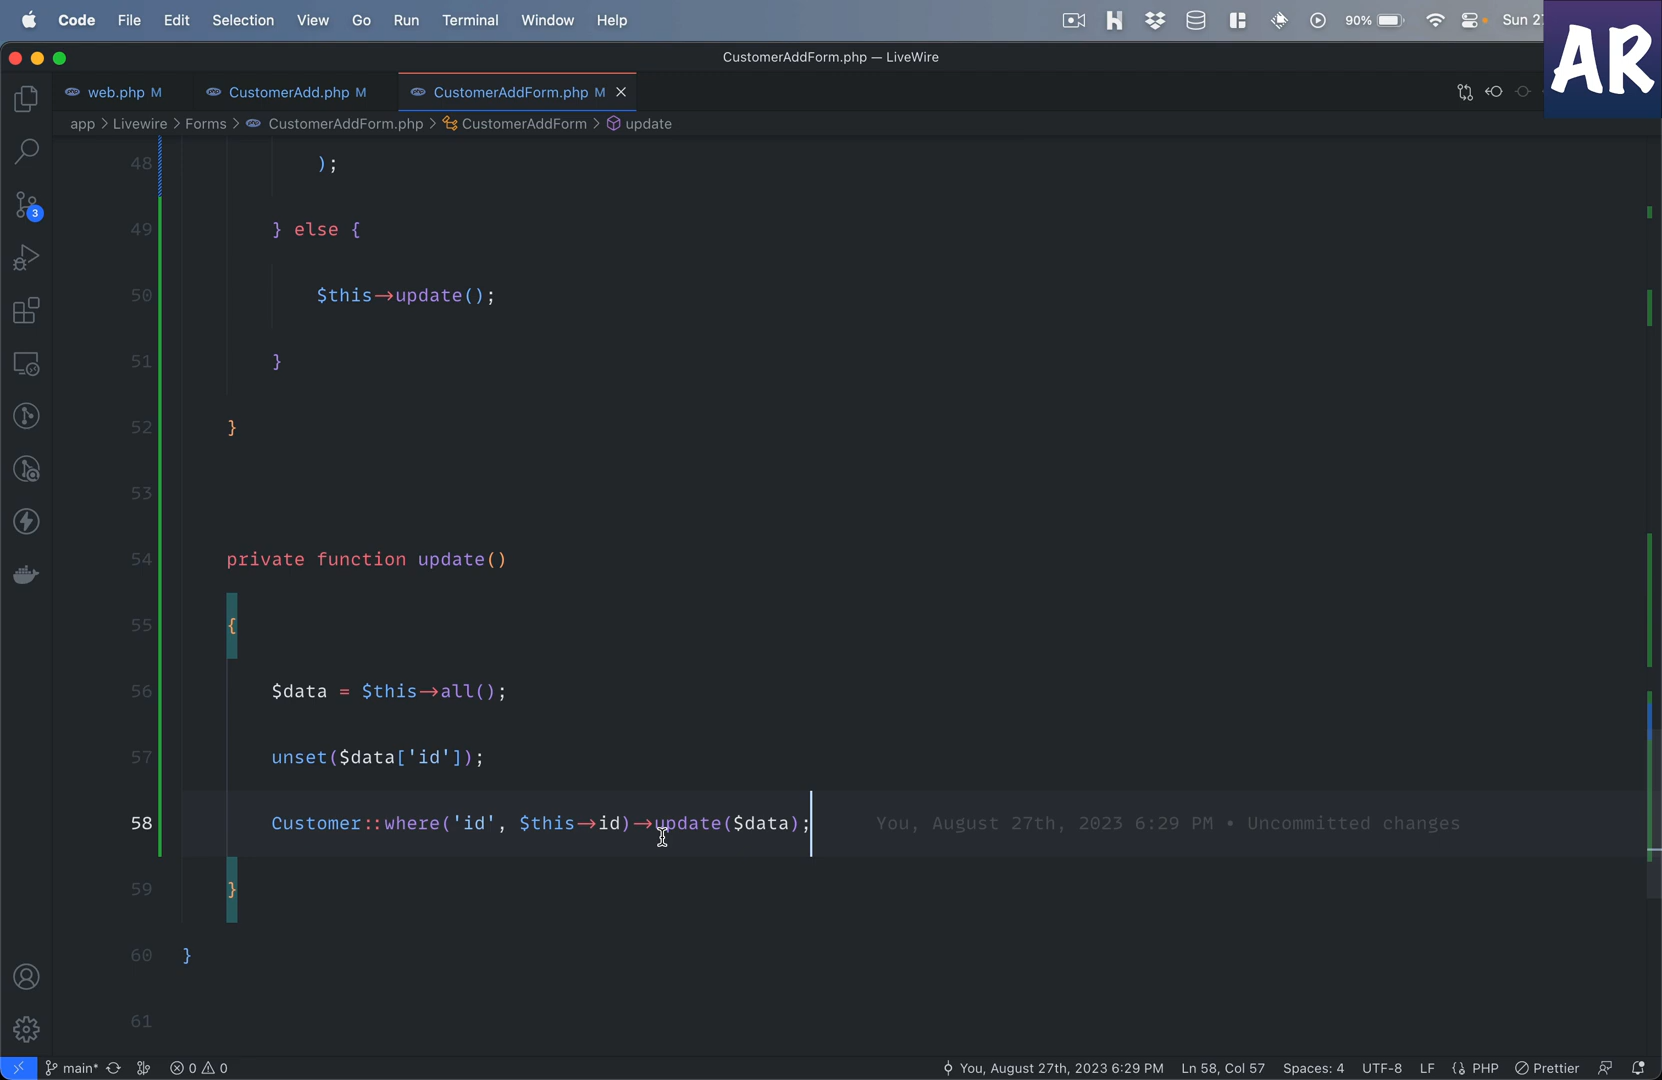 Code File Edit Selection View Go Run Terminal Window Help 90% Sun 27
AR
CustomerAddForm.php — LiveWire
web.php M CustomerAdd.php M CustomerAddForm.php M
app > Livewire > Forms > CustomerAddForm.php > CustomerAddForm > update
48 );
49 } else {
50 $this->update();
51 }
52 }
53
54 private function update()
55 {
56 $data = $this->all();
57 unset($data['id']);
58 Customer::where('id', $this->id)->update($data); You, August 27th, 2023 6:29 PM • Uncommitted changes
59 }
60 }
61
3
main* 0 0 You, August 27th, 2023 6:29 PM Ln 58, Col 57 Spaces: 4 UTF-8 LF {} PHP Prettier